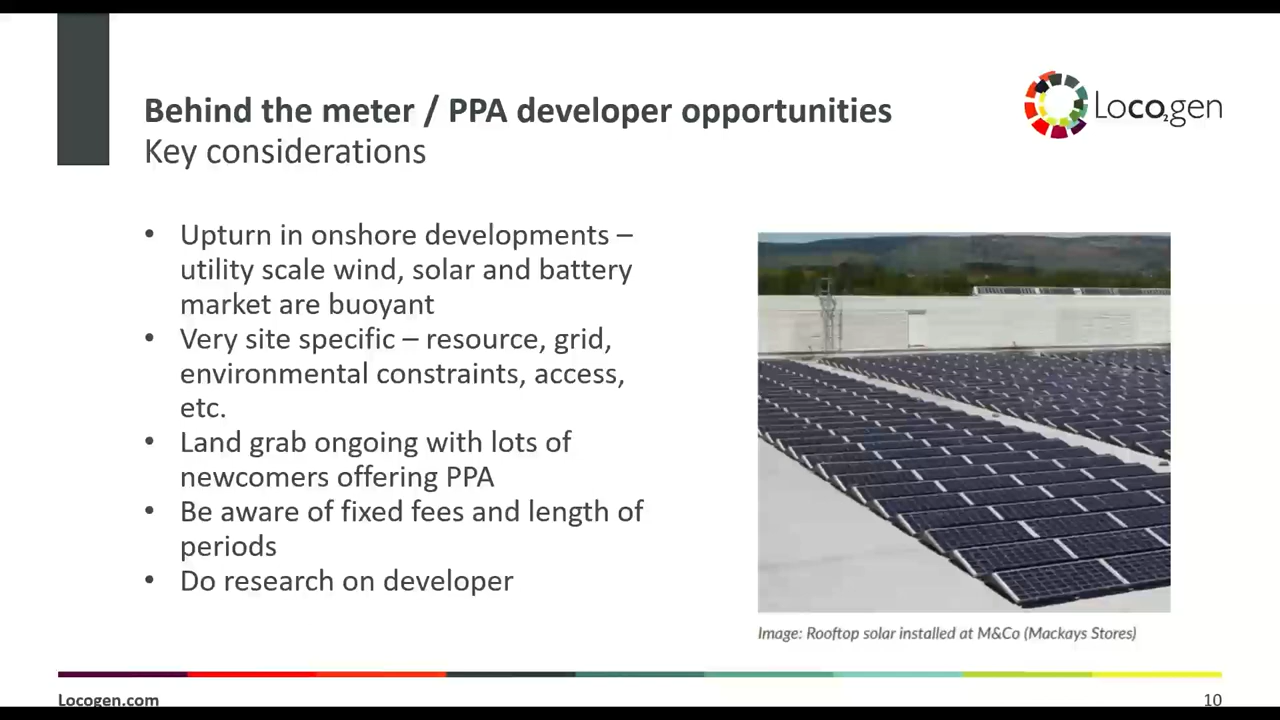 Behind the meter / PPA developer opportunities
Key considerations
Loco₂gen
• Upturn in onshore developments –
utility scale wind, solar and battery
market are buoyant
• Very site specific – resource, grid,
environmental constraints, access,
etc.
• Land grab ongoing with lots of
newcomers offering PPA
• Be aware of fixed fees and length of
periods
• Do research on developer
Image: Rooftop solar installed at M&Co (Mackays Stores)
Locogen.com
10